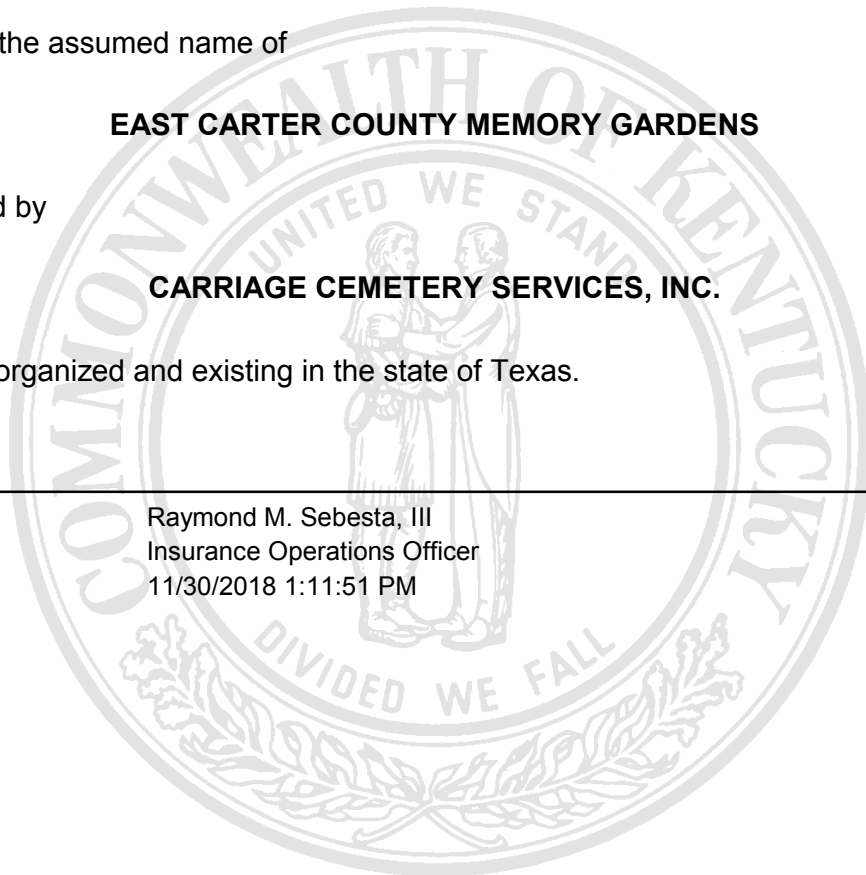 the assumed name of
EAST CARTER COUNTY MEMORY GARDENS
d by
CARRIAGE CEMETERY SERVICES, INC.
organized and existing in the state of Texas.
Raymond M. Sebesta, III
Insurance Operations Officer
11/30/2018 1:11:51 PM
COMMONWEALTH OF KENTUCKY
UNITED WE STAND
DIVIDED WE FALL